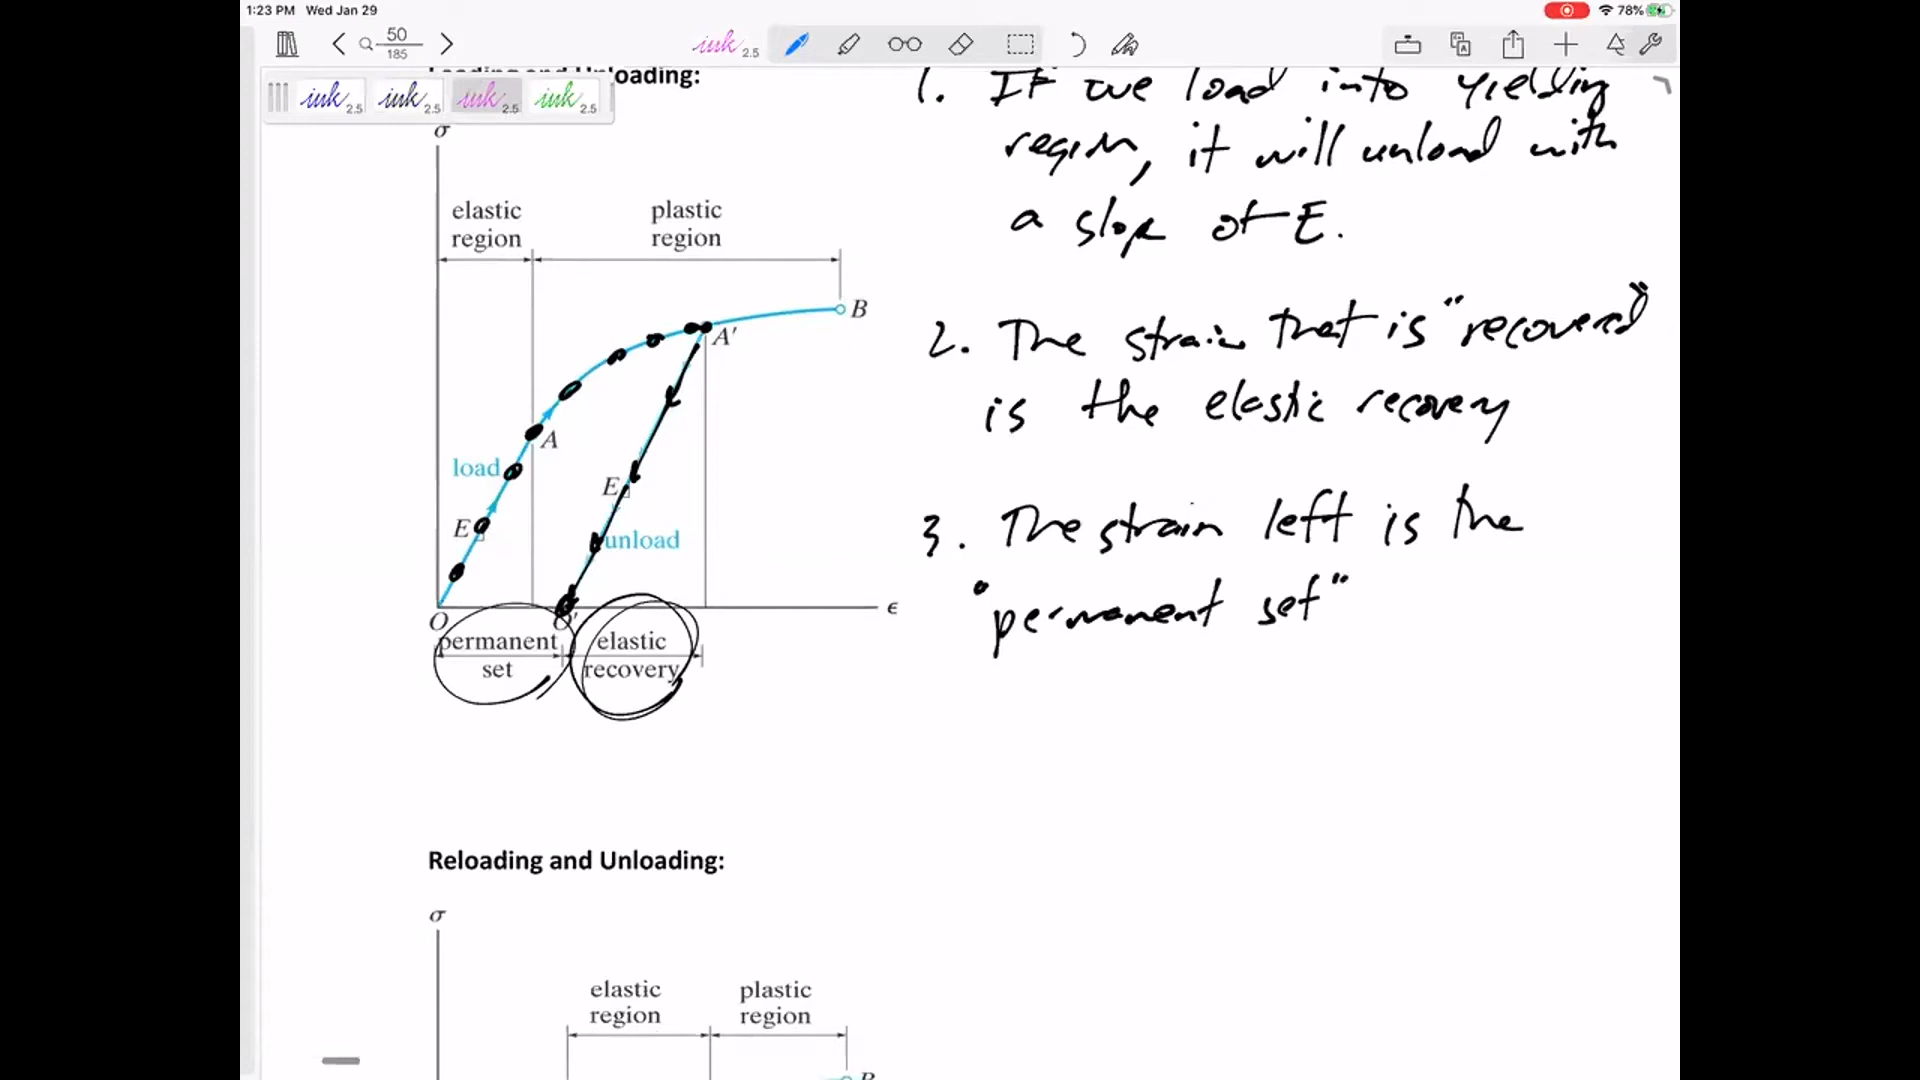 1:23 PM Wed Jan 29
78%
50
185
ink 2.5
ink 2.5 ink 2.5 ink 2.5 ink 2.5
Loading and Unloading:
σ
elastic region
plastic region
B
A'
A
load
E
E
unload
O
O'
ϵ
permanent set
elastic recovery
1. If we load into yielding
region, it will unload with
a slope of E.
2. The strain that is "recovered"
is the elastic recovery
3. The strain left is the
"permanent set"
Reloading and Unloading:
σ
elastic region
plastic region
B